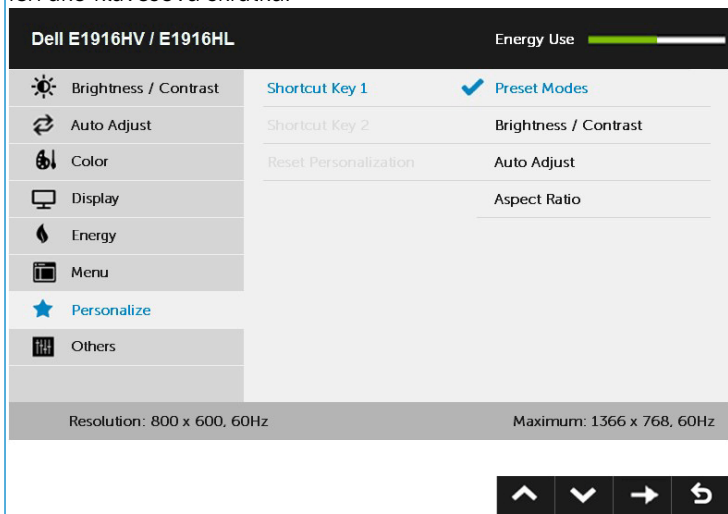 Dell E1916HV / E1916HL Energy Use
Brightness / Contrast Shortcut Key 1 Preset Modes
Auto Adjust Shortcut Key 2 Brightness / Contrast
Color Reset Personalization Auto Adjust
Display Aspect Ratio
Energy
Menu
Personalize
Others
Resolution: 800 x 600, 60Hz Maximum: 1366 x 768, 60Hz